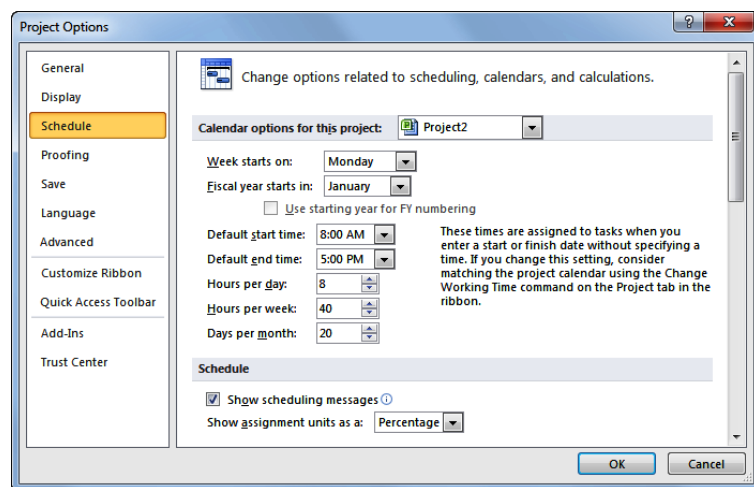 Project Options
General
Display
Schedule
Proofing
Save
Language
Advanced
Customize Ribbon
Quick Access Toolbar
Add-Ins
Trust Center
Change options related to scheduling, calendars, and calculations.
Calendar options for this project: Project2
Week starts on: Monday
Fiscal year starts in: January
Use starting year for FY numbering
Default start time: 8:00 AM
Default end time: 5:00 PM
Hours per day: 8
Hours per week: 40
Days per month: 20
These times are assigned to tasks when you
enter a start or finish date without specifying a
time. If you change this setting, consider
matching the project calendar using the Change
Working Time command on the Project tab in the
ribbon.
Schedule
Show scheduling messages
Show assignment units as a: Percentage
OK Cancel